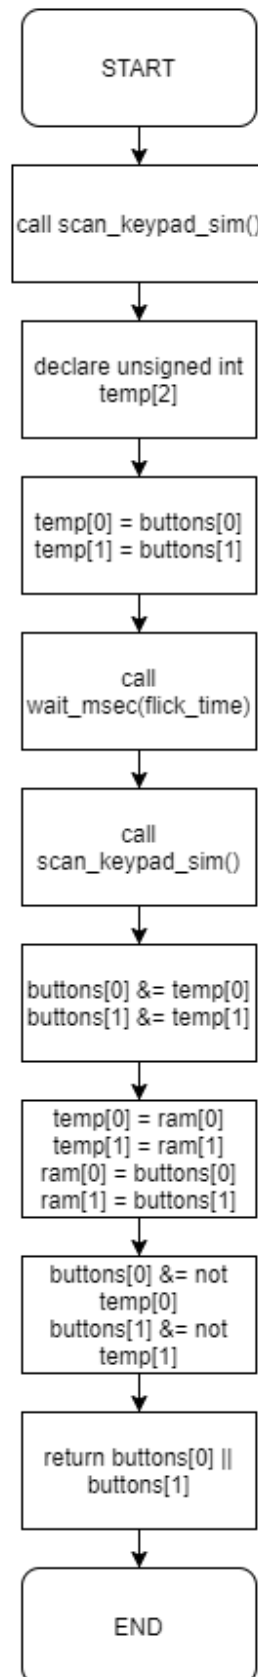 START
call scan_keypad_sim()
declare unsigned int
temp[2]
temp[0] = buttons[0]
temp[1] = buttons[1]
call
wait_msec(flick_time)
call
scan_keypad_sim()
buttons[0] &= temp[0]
buttons[1] &= temp[1]
temp[0] = ram[0]
temp[1] = ram[1]
ram[0] = buttons[0]
ram[1] = buttons[1]
buttons[0] &= not
temp[0]
buttons[1] &= not
temp[1]
return buttons[0] ||
buttons[1]
END